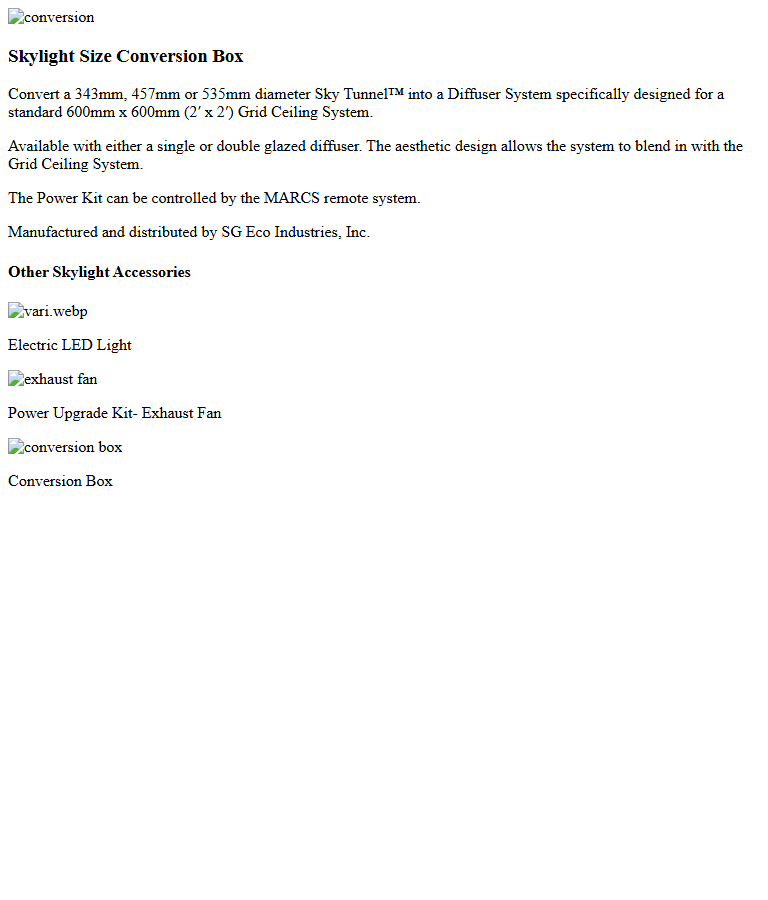 conversion
Skylight Size Conversion Box
Convert a 343mm, 457mm or 535mm diameter Sky Tunnel™ into a Diffuser System specifically designed for a
standard 600mm x 600mm (2′ x 2′) Grid Ceiling System.
Available with either a single or double glazed diffuser. The aesthetic design allows the system to blend in with the
Grid Ceiling System.
The Power Kit can be controlled by the MARCS remote system.
Manufactured and distributed by SG Eco Industries, Inc.
Other Skylight Accessories
vari.webp
Electric LED Light
exhaust fan
Power Upgrade Kit- Exhaust Fan
conversion box
Conversion Box